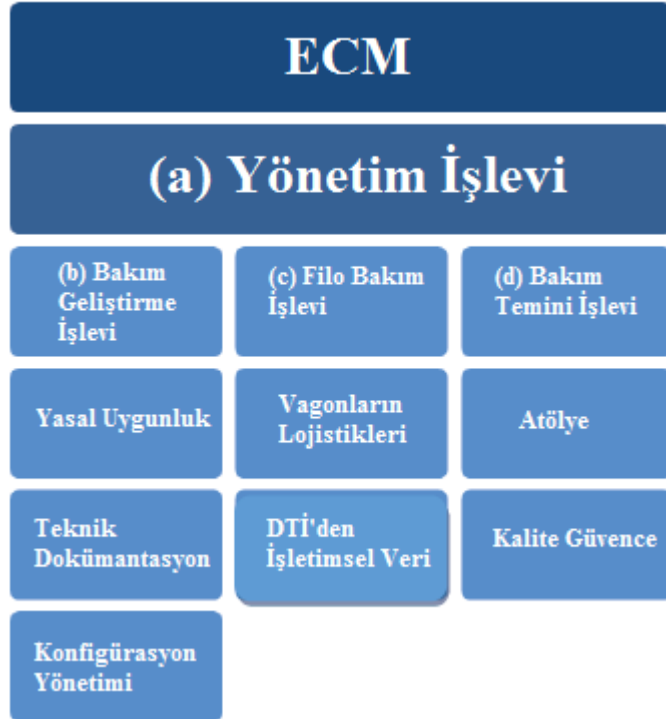 ECM
(a) Yönetim İşlevi
(b) Bakım
Geliştirme
İşlevi
(c) Filo Bakım
İşlevi
(d) Bakım
Temini İşlevi
Yasal Uygunluk
Vagonların
Lojistikleri
Atölye
Teknik
Dokümantasyon
DTİ'den
İşletimsel Veri
Kalite Güvence
Konfigürasyon
Yönetimi